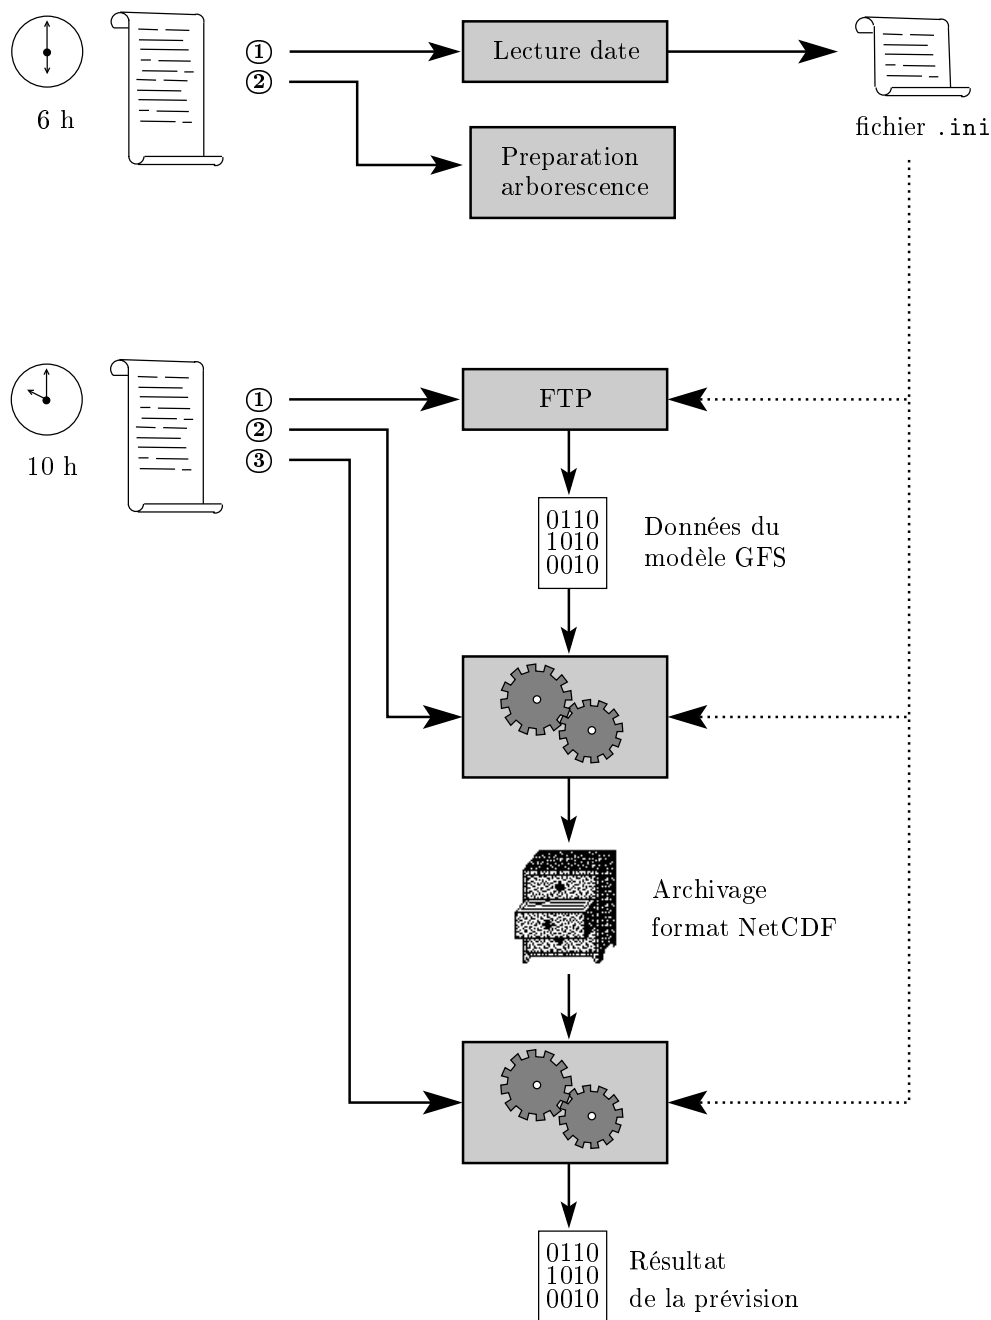 ① Lecture date
②
6 h
fichier .ini
Preparation
arborescence
① FTP
②
10 h
③
0110
1010
0010
Données du
modèle GFS
Archivage
format NetCDF
0110
1010
0010
Résultat
de la prévision